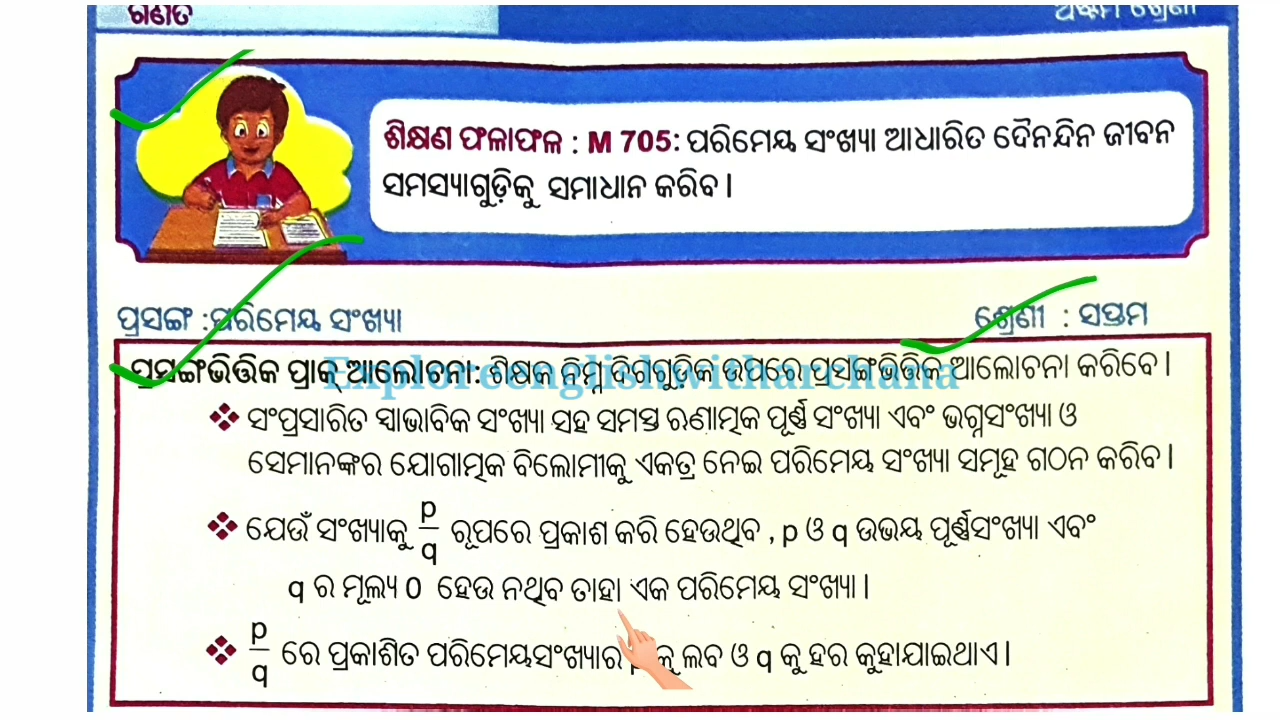 ଗଣିତ
ଅଷ୍ଟମ ଶ୍ରେଣୀ
ଶିକ୍ଷଣ ଫଳାଫଳ : M 705: ପରିମେୟ ସଂଖ୍ୟା ଆଧାରିତ ଦୈନନ୍ଦିନ ଜୀବନ
ସମସ୍ୟାଗୁଡ଼ିକୁ ସମାଧାନ କରିବ ।
ପ୍ରସଙ୍ଗ : ପରିମେୟ ସଂଖ୍ୟା
ଶ୍ରେଣୀ : ସପ୍ତମ
ପ୍ରସଙ୍ଗଭିତ୍ତିକ ପ୍ରାକ୍ ଆଲୋଚନା: ଶିକ୍ଷକ ନିମ୍ନ ଦିଗଗୁଡ଼ିକ ଉପରେ ପ୍ରସଙ୍ଗଭିତ୍ତିକ ଆଲୋଚନା କରିବେ ।
Exploreenglishwitharchana
❖ ସଂପ୍ରସାରିତ ସ୍ୱାଭାବିକ ସଂଖ୍ୟା ସହ ସମସ୍ତ ଋଣାତ୍ମକ ପୂର୍ଣ୍ଣ ସଂଖ୍ୟା ଏବଂ ଭଗ୍ନସଂଖ୍ୟା ଓ
ସେମାନଙ୍କର ଯୋଗାତ୍ମକ ବିଲୋମୀକୁ ଏକତ୍ର ନେଇ ପରିମେୟ ସଂଖ୍ୟା ସମୂହ ଗଠନ କରିବ ।
❖ ଯେଉଁ ସଂଖ୍ୟାକୁ p/q ରୂପରେ ପ୍ରକାଶ କରି ହେଉଥିବ , p ଓ q ଉଭୟ ପୂର୍ଣ୍ଣସଂଖ୍ୟା ଏବଂ
q ର ମୂଲ୍ୟ 0 ହେଉ ନଥିବ ତାହା ଏକ ପରିମେୟ ସଂଖ୍ୟା ।
❖ p/q ରେ ପ୍ରକାଶିତ ପରିମେୟସଂଖ୍ୟାର p କୁ ଲବ ଓ q କୁ ହର କୁହାଯାଇଥାଏ ।